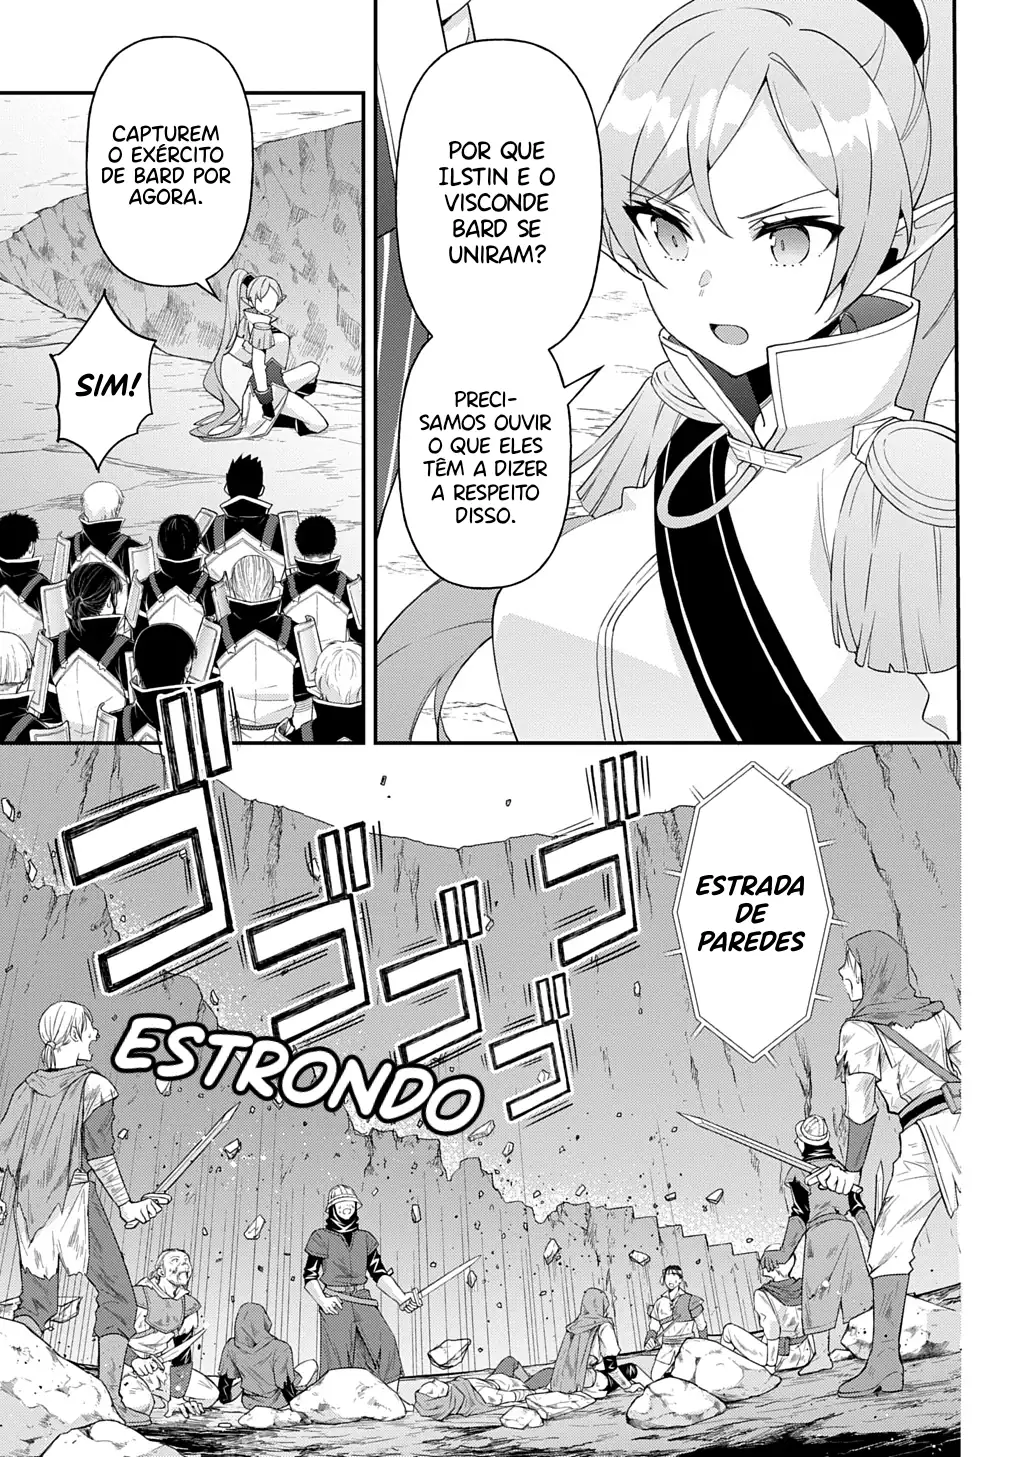 POR QUE
ILSTIN E O
VISCONDE
BARD SE
UNIRAM?
PRECI-
SAMOS OUVIR
O QUE ELES
TÊM A DIZER
A RESPEITO
DISSO.
CAPTUREM
O EXÉRCITO
DE BARD POR
AGORA.
SIM!
ESTRADA
DE
PAREDES
ゴゴゴゴ
ESTRONDO